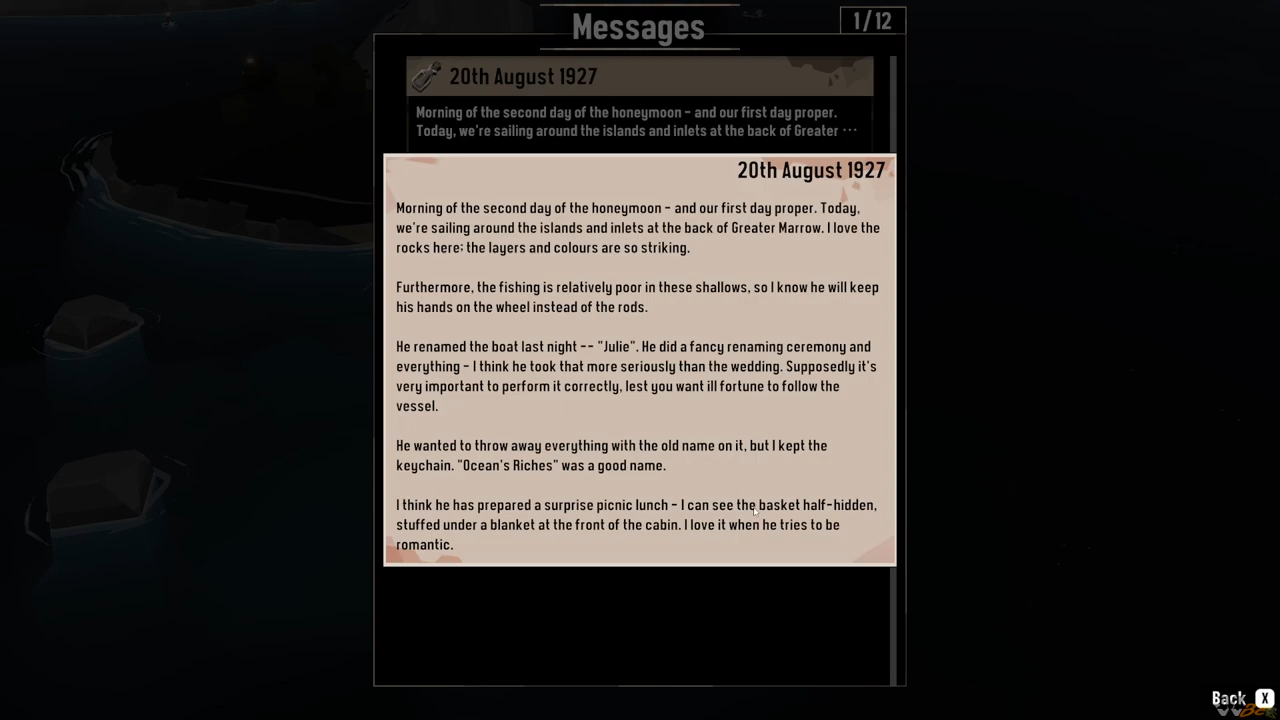 Messages
1/12
20th August 1927
Morning of the second day of the honeymoon - and our first day proper.
Today, we're sailing around the islands and inlets at the back of Greater ...
20th August 1927
Morning of the second day of the honeymoon - and our first day proper. Today,
we're sailing around the islands and inlets at the back of Greater Marrow. I love the
rocks here: the layers and colours are so striking.
Furthermore, the fishing is relatively poor in these shallows, so I know he will keep
his hands on the wheel instead of the rods.
He renamed the boat last night -- "Julie". He did a fancy renaming ceremony and
everything - I think he took that more seriously than the wedding. Supposedly it's
very important to perform it correctly, lest you want ill fortune to follow the
vessel.
He wanted to throw away everything with the old name on it, but I kept the
keychain. "Ocean's Riches" was a good name.
I think he has prepared a surprise picnic lunch - I can see the basket half-hidden,
stuffed under a blanket at the front of the cabin. I love it when he tries to be
romantic.
Back X